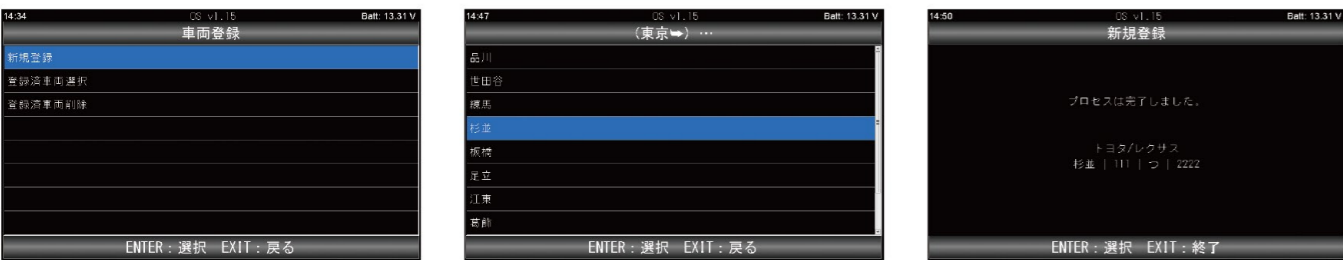 14:34 OS v1.15 Batt: 13.31 V
車両登録
新規登録
登録済車両選択
登録済車両削除
ENTER : 選択 EXIT : 戻る
14:47 OS v1.15 Batt: 13.31 V
(東京➡) …
品川
世田谷
練馬
杉並
板橋
足立
江東
葛飾
ENTER : 選択 EXIT : 戻る
14:50 OS v1.15 Batt: 13.31 V
新規登録
プロセスは完了しました。
トヨタ/レクサス
杉並 | 111 | つ | 2222
ENTER : 選択 EXIT : 終了